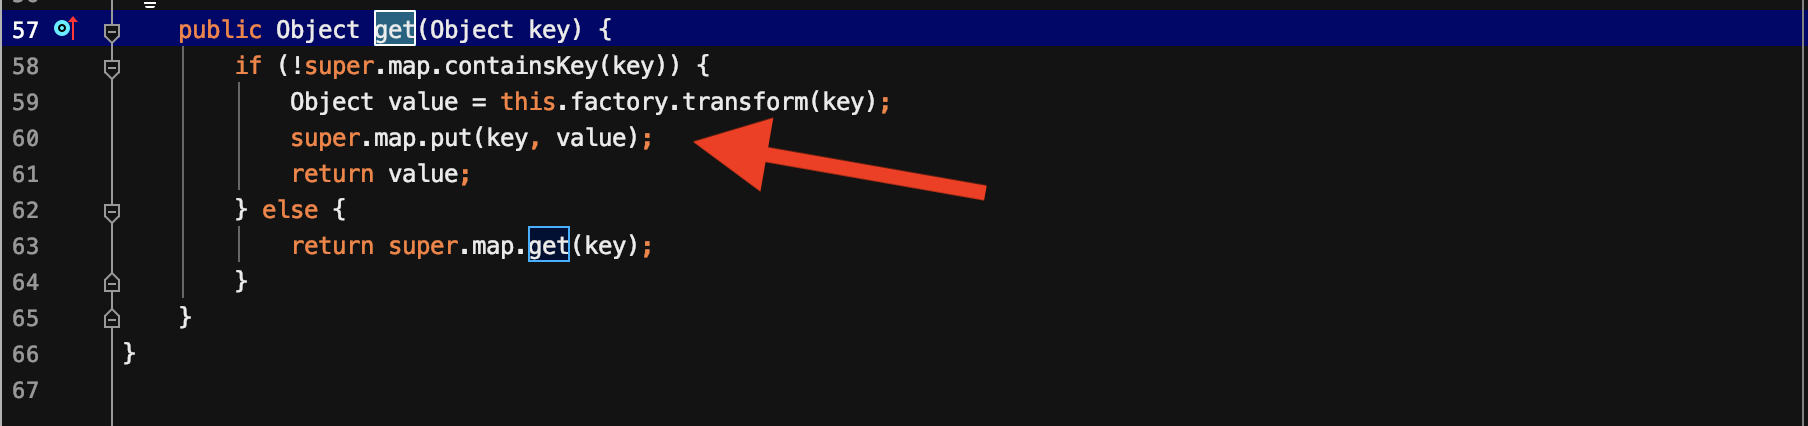 57 public Object get(Object key) {
58 if (!super.map.containsKey(key)) {
59 Object value = this.factory.transform(key);
60 super.map.put(key, value);
61 return value;
62 } else {
63 return super.map.get(key);
64 }
65 }
66 }
67